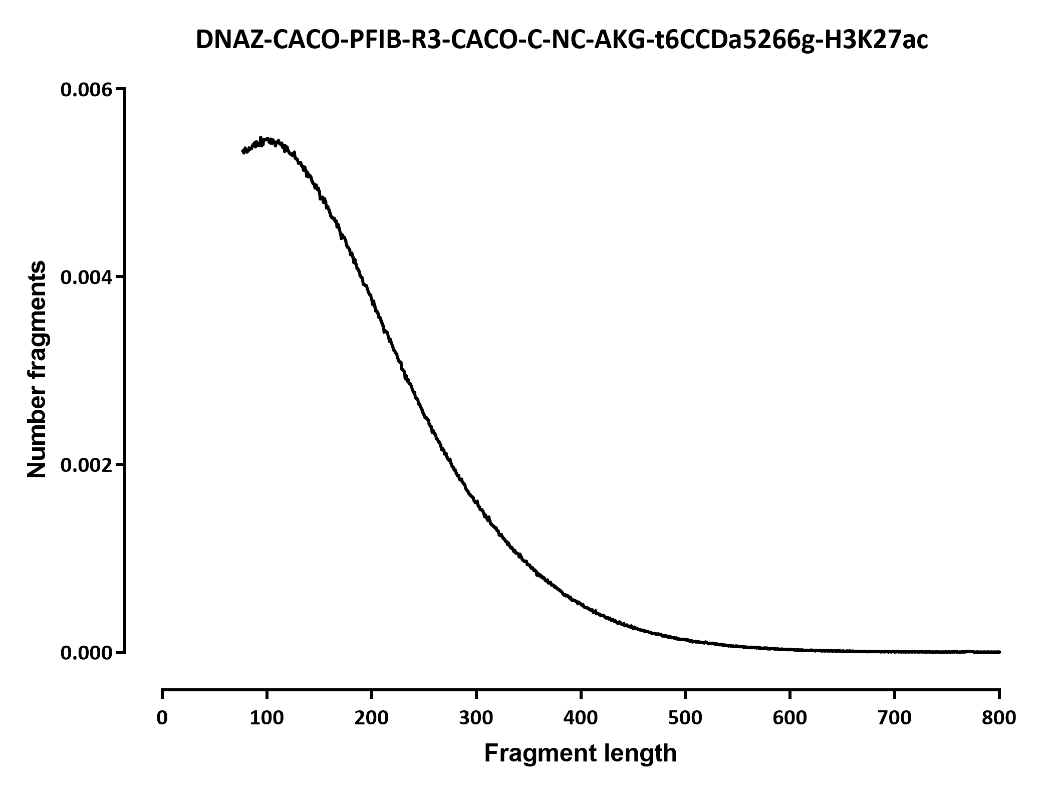 DNAZ-CACO-PFIB-R3-CACO-C-NC-AKG-t6CCDa5266g-H3K27ac
0.006
0.004
0.002
0.000
Number fragments
0 100 200 300 400 500 600 700 800
Fragment length